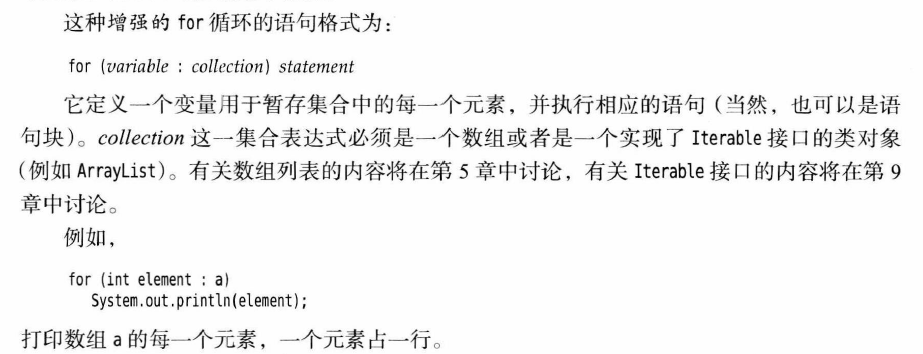 这种增强的 for 循环的语句格式为：
for (variable : collection) statement
它定义一个变量用于暂存集合中的每一个元素，并执行相应的语句（当然，也可以是语
句块）。collection 这一集合表达式必须是一个数组或者是一个实现了 Iterable 接口的类对象
（例如 ArrayList）。有关数组列表的内容将在第 5 章中讨论，有关 Iterable 接口的内容将在第 9
章中讨论。
例如，
for (int element : a)
System.out.println(element);
打印数组 a 的每一个元素，一个元素占一行。